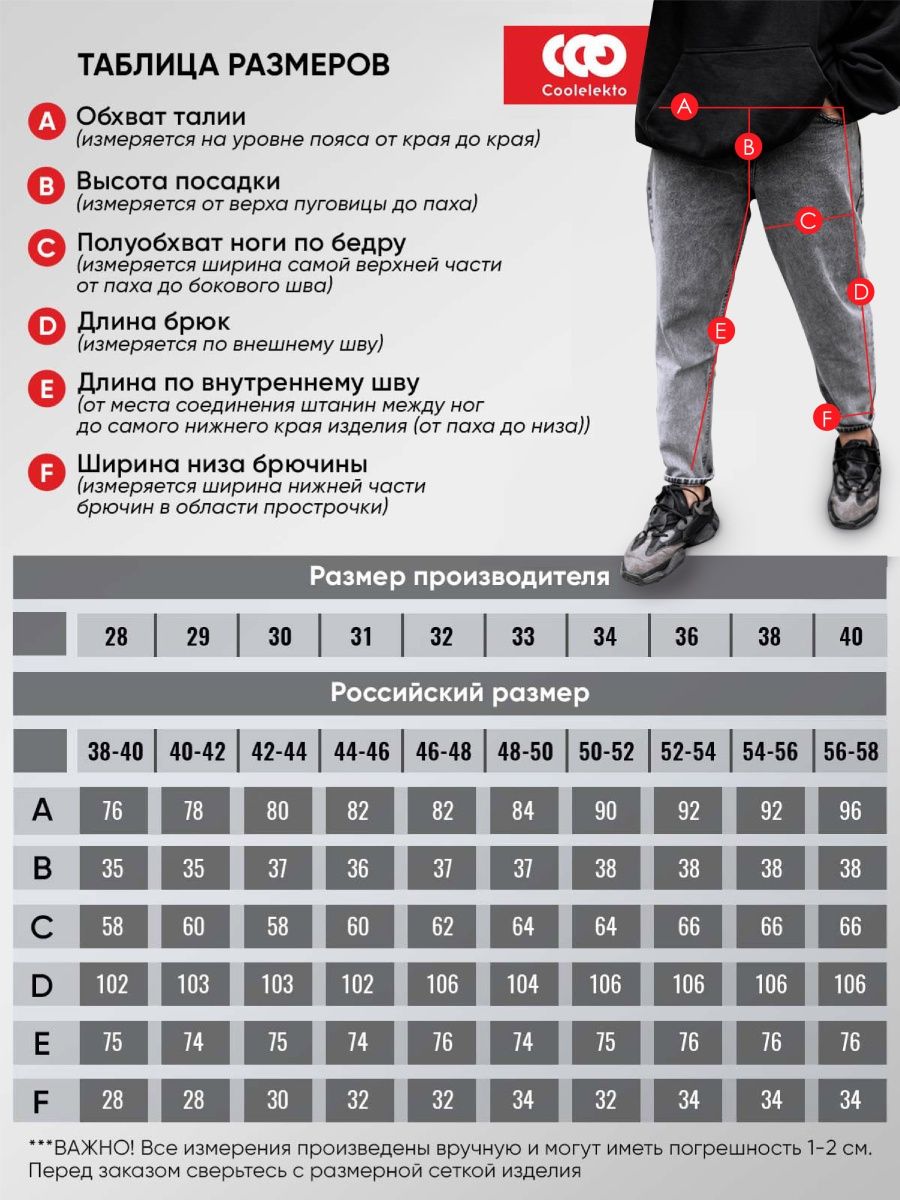 ТАБЛИЦА РАЗМЕРОВ
Coolelekto
A Обхват талии
(измеряется на уровне пояса от края до края)
B Высота посадки
(измеряется от верха пуговицы до паха)
C Полуобхват ноги по бедру
(измеряется ширина самой верхней части
от паха до бокового шва)
D Длина брюк
(измеряется по внешнему шву)
E Длина по внутреннему шву
(от места соединения штанин между ног
до самого нижнего края изделия (от паха до низа))
F Ширина низа брючины
(измеряется ширина нижней части
брючин в области прострочки)
A
B
C
D
E
F
Размер производителя
28 29 30 31 32 33 34 36 38 40
Российский размер
38-40 40-42 42-44 44-46 46-48 48-50 50-52 52-54 54-56 56-58
A 76 78 80 82 82 84 90 92 92 96
B 35 35 37 36 37 37 38 38 38 38
C 58 60 58 60 62 64 64 66 66 66
D 102 103 103 102 106 104 106 106 106 106
E 75 74 75 74 76 74 75 76 76 76
F 28 28 30 32 32 34 32 34 34 34
***ВАЖНО! Все измерения произведены вручную и могут иметь погрешность 1-2 см.
Перед заказом сверьтесь с размерной сеткой изделия